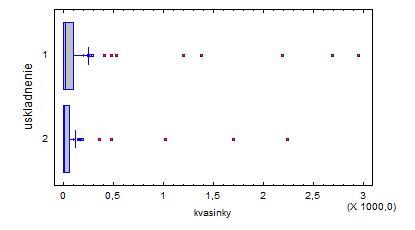 uskladnenie
1
2
0 0,5 1 1,5 2 2,5 3
(X 1000,0)
kvasinky